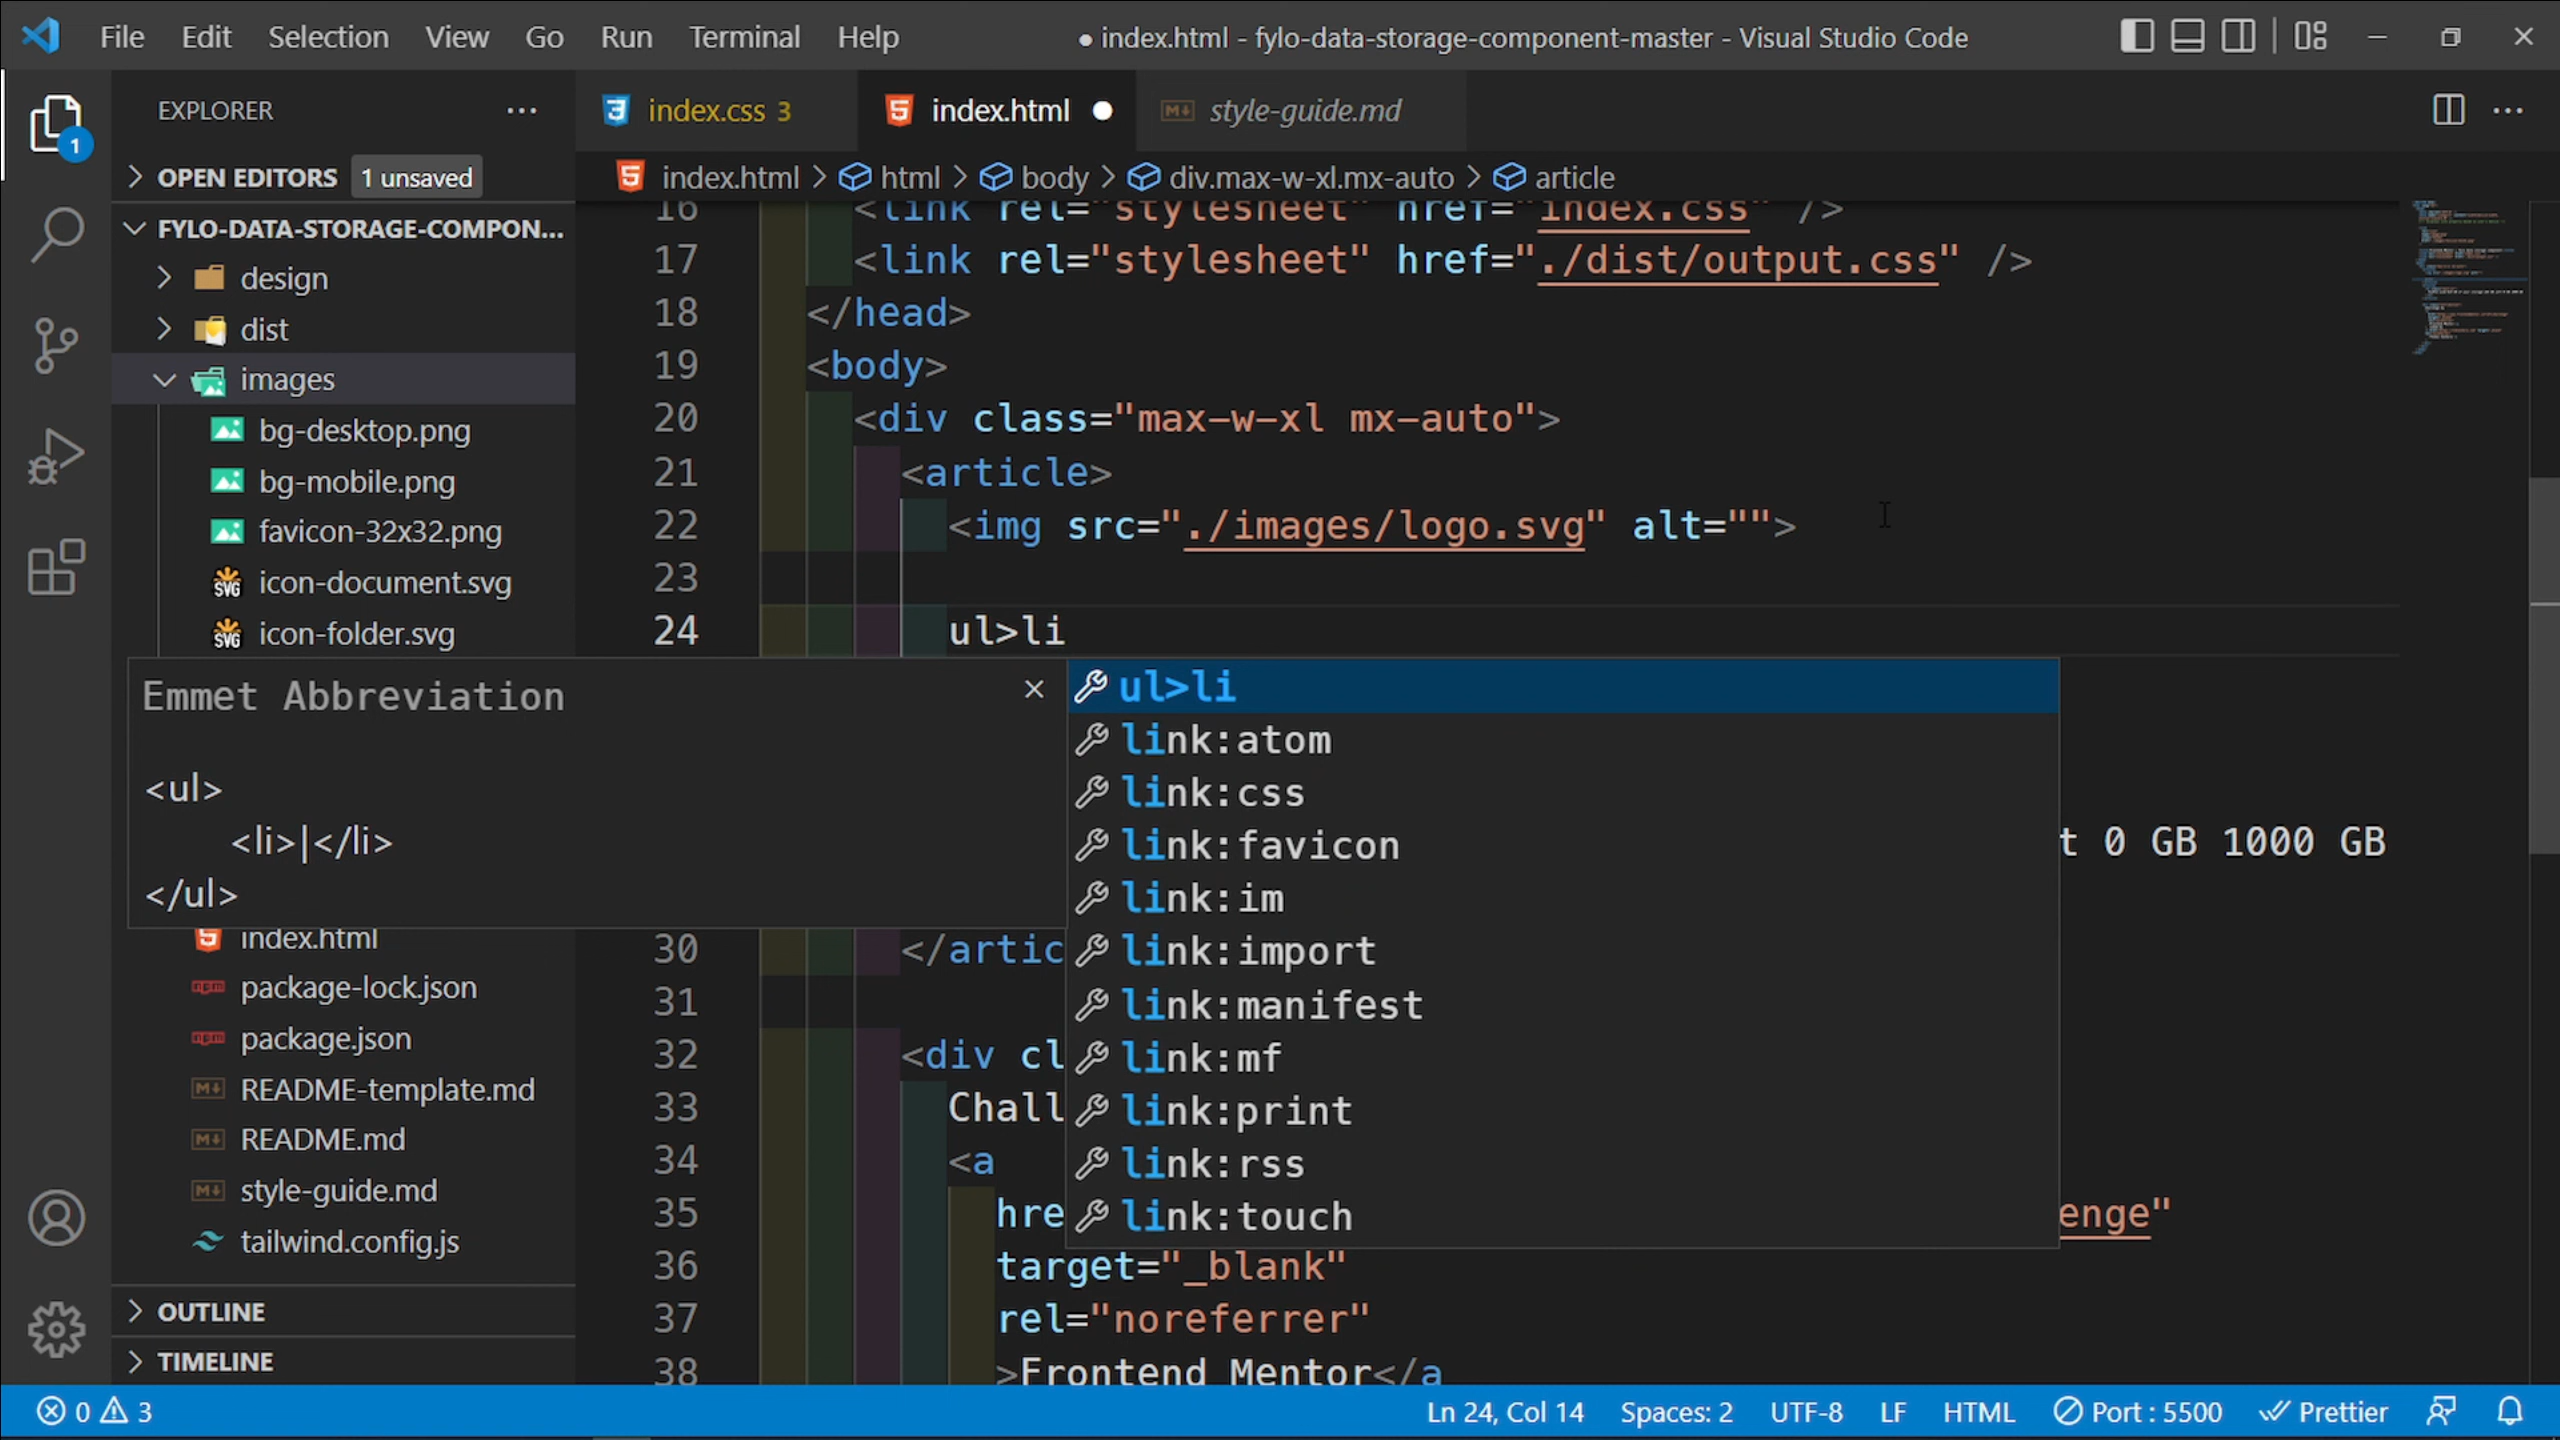 File Edit Selection View Go Run Terminal Help ● index.html - fylo-data-storage-component-master - Visual Studio Code
EXPLORER ···
index.css 3 index.html ● style-guide.md ···
OPEN EDITORS 1 unsaved
index.html > html > body > div.max-w-xl.mx-auto > article
1
FYLO-DATA-STORAGE-COMPON...
design
dist
images
bg-desktop.png
bg-mobile.png
favicon-32x32.png
icon-document.svg
icon-folder.svg
index.html
package-lock.json
package.json
README-template.md
README.md
style-guide.md
tailwind.config.js
OUTLINE
TIMELINE
16 <link rel="stylesheet" href="index.css" />
17 <link rel="stylesheet" href="./dist/output.css" />
18 </head>
19 <body>
20 <div class="max-w-xl mx-auto">
21 <article>
22 <img src="./images/logo.svg" alt="">
23
24 ul>li
Emmet Abbreviation ×
<ul>
<li>|</li>
</ul>
ul>li
link:atom
link:css
link:favicon
link:im
link:import
link:manifest
link:mf
link:print
link:rss
link:touch
t 0 GB 1000 GB
30 </artic
31
32 <div cl
33 Chall
34 <a
35 hre enge"
36 target="_blank"
37 rel="noreferrer"
38 >Frontend Mentor</a
0 3 Ln 24, Col 14 Spaces: 2 UTF-8 LF HTML Port : 5500 Prettier